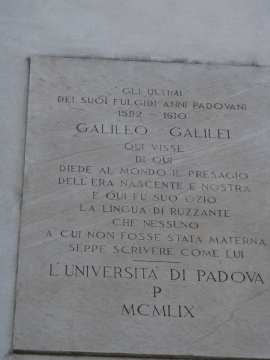 GLI ULTIMI
DEI SUOI FULGIDI ANNI PADOVANI
1592 - 1610
GALILEO GALILEI
QUI VISSE
DI QUI
DIEDE AL MONDO IL PRESAGIO
DELL'ERA NASCENTE E NOSTRA
E QUI FU SUO OZIO
LA LINGUA DI RUZZANTE
CHE NESSUNO
A CUI NON FOSSE STATA MATERNA
SEPPE SCRIVERE COME LUI
L'UNIVERSITA DI PADOVA
P
MCMLIX